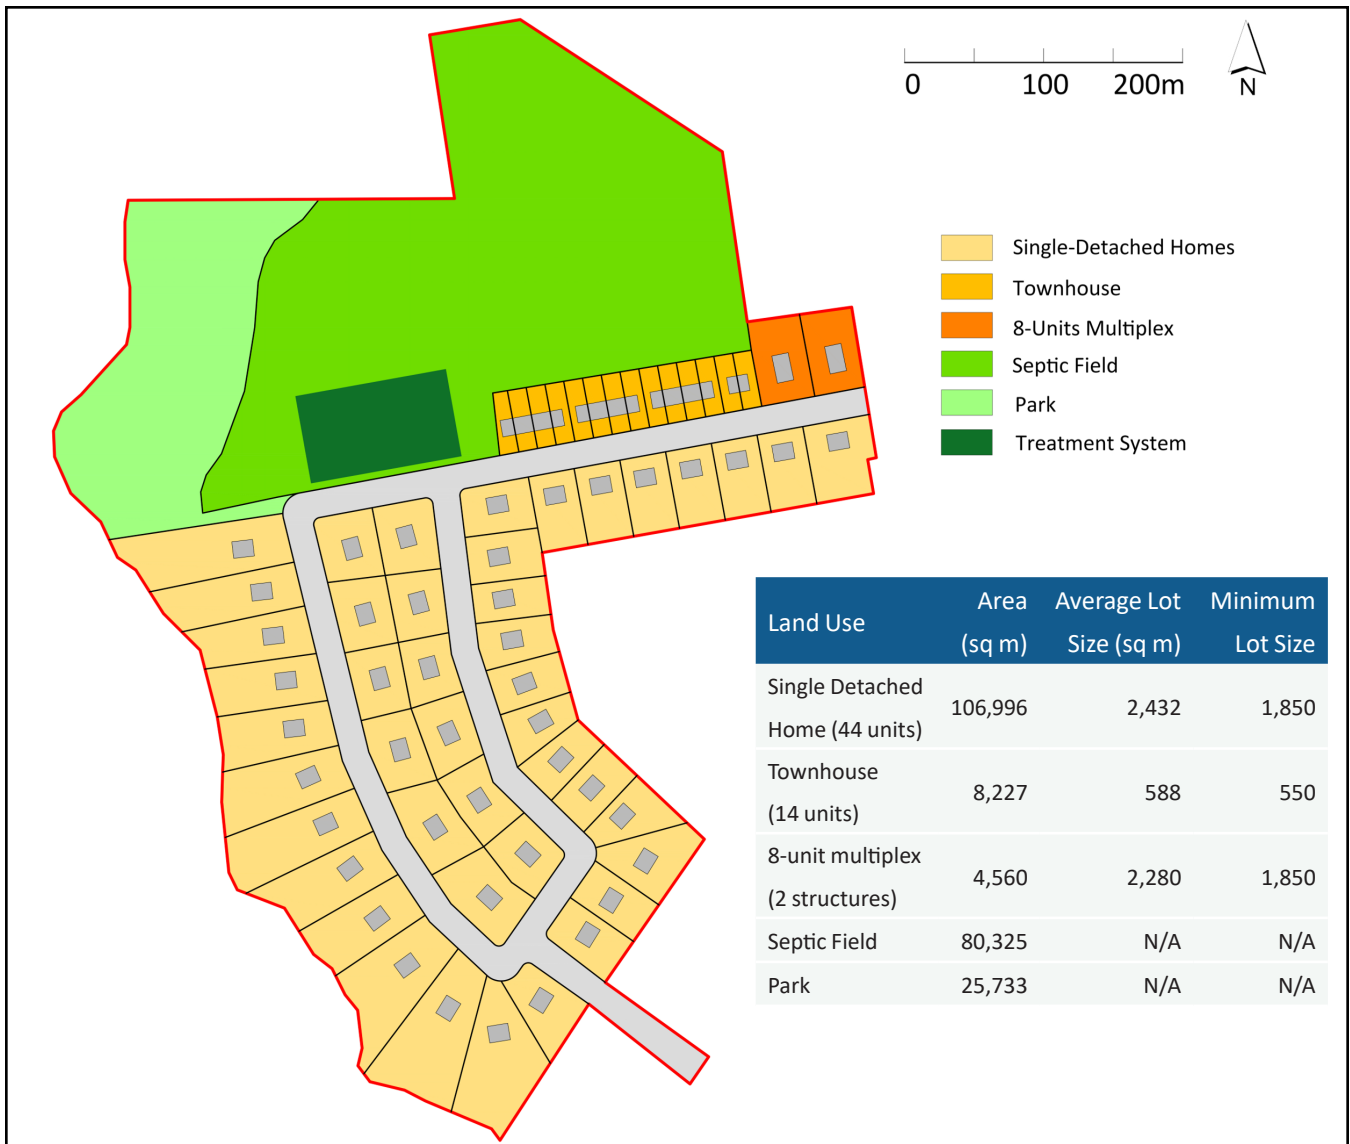 0 100 200m
N
Single-Detached Homes
Townhouse
8-Units Multiplex
Septic Field
Park
Treatment System
Land Use Area (sq m) Average Lot Size (sq m) Minimum Lot Size
Single Detached Home (44 units) 106,996 2,432 1,850
Townhouse (14 units) 8,227 588 550
8-unit multiplex (2 structures) 4,560 2,280 1,850
Septic Field 80,325 N/A N/A
Park 25,733 N/A N/A